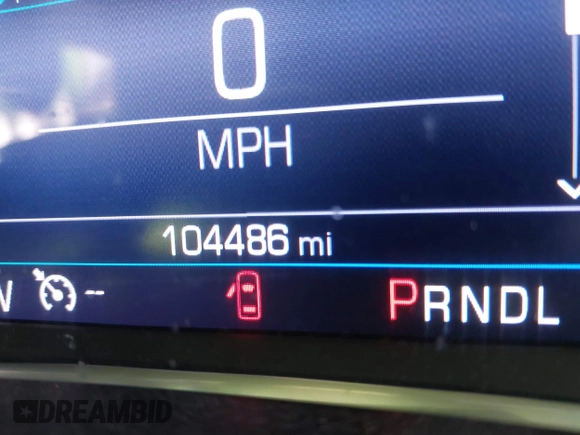 0
MPH
104486 mi
--
PRNDL
DREAMBID